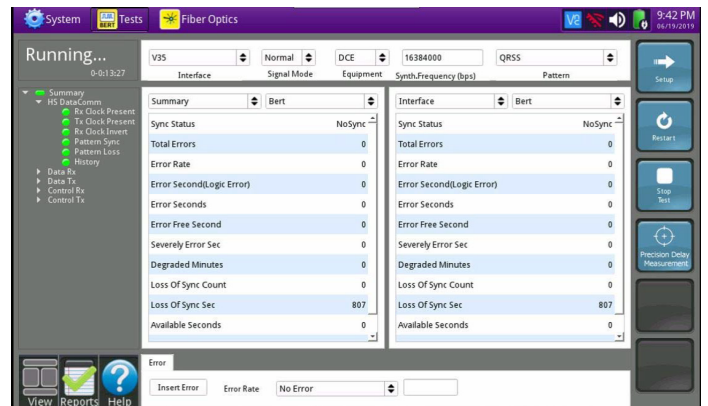 System
Tests
Fiber Optics
V2
9:42 PM
06/19/2019
Running...
0-0:13:27
V35
Normal
DCE
16384000
QRSS
Interface
Signal Mode
Equipment
Synth.Frequency (bps)
Pattern
Summary
HS DataComm
Rx Clock Present
Tx Clock Present
Rx Clock Invert
Pattern Sync
Pattern Loss
History
Data Rx
Data Tx
Control Rx
Control Tx
Summary
Bert
Sync Status NoSync
Total Errors 0
Error Rate 0
Error Second(Logic Error) 0
Error Seconds 0
Error Free Second 0
Severely Error Sec 0
Degraded Minutes 0
Loss Of Sync Count 0
Loss Of Sync Sec 807
Available Seconds 0
Interface
Bert
Sync Status NoSync
Total Errors 0
Error Rate 0
Error Second(Logic Error) 0
Error Seconds 0
Error Free Second 0
Severely Error Sec 0
Degraded Minutes 0
Loss Of Sync Count 0
Loss Of Sync Sec 807
Available Seconds 0
Setup
Restart
Stop
Test
Precision Delay
Measurement
View
Reports
Help
Error
Insert Error
Error Rate
No Error